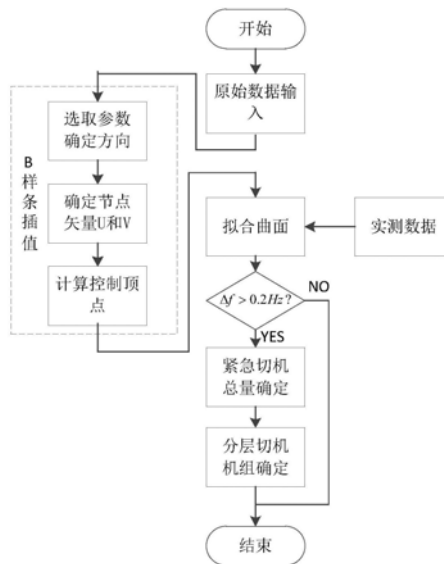 开始
原始数据输
入
B
样
条
插
值
选取参数
确定方向
确定节点
矢量U和V
计算控制顶
点
拟合曲面
实测数据
Δf > 0.2Hz?
NO
YES
紧急切机
总量确定
分层切机
机组确定
结束